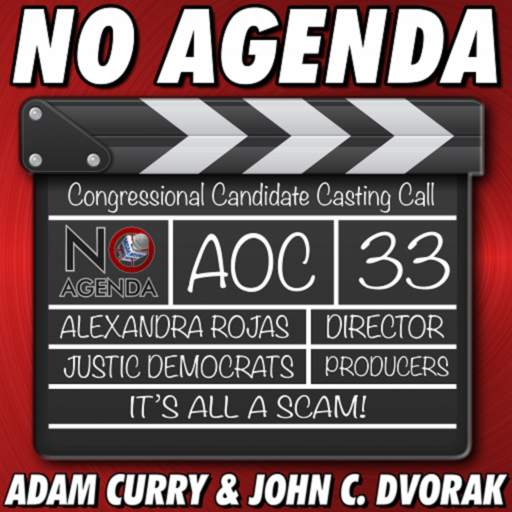 NO AGENDA
Congressional Candidate Casting Call
NO
AGENDA
AOC
33
ALEXANDRA ROJAS
DIRECTOR
JUSTIC DEMOCRATS
PRODUCERS
IT'S ALL A SCAM!
ADAM CURRY & JOHN C. DVORAK